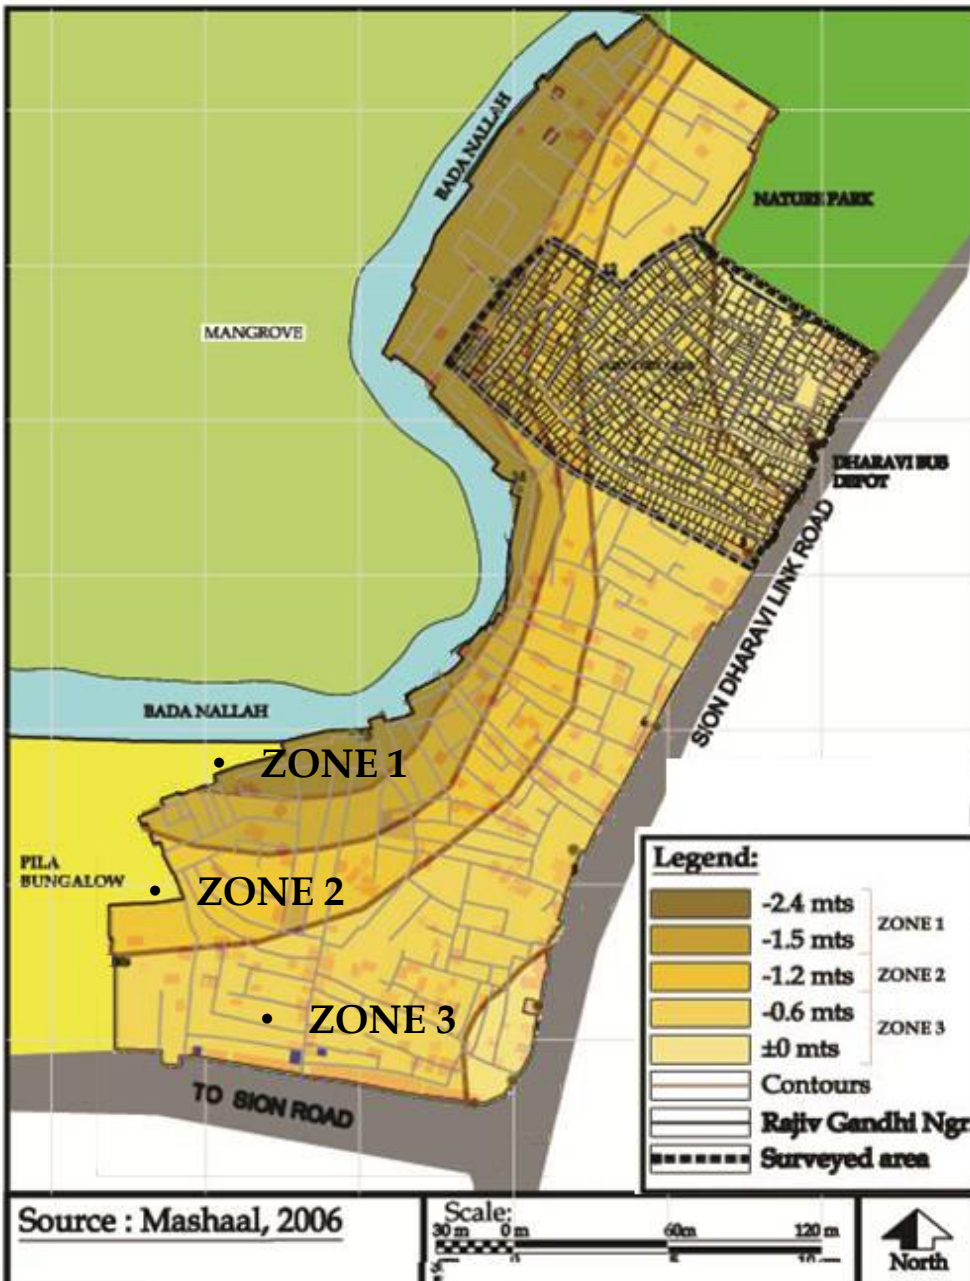 BADA NALLAH
NATURE PARK
MANGROVE
DHARAVI BUS
DEPOT
SION DHARAVI LINK ROAD
BADA NALLAH
• ZONE 1
PILA
BUNGALOW
• ZONE 2
• ZONE 3
TO SION ROAD
Legend:
-2.4 mts
-1.5 mts
ZONE 1
-1.2 mts
ZONE 2
-0.6 mts
±0 mts
ZONE 3
Contours
Rajiv Gandhi Ngr
Surveyed area
Source : Mashaal, 2006
Scale:
30 m 0 m 60m 120 m
North